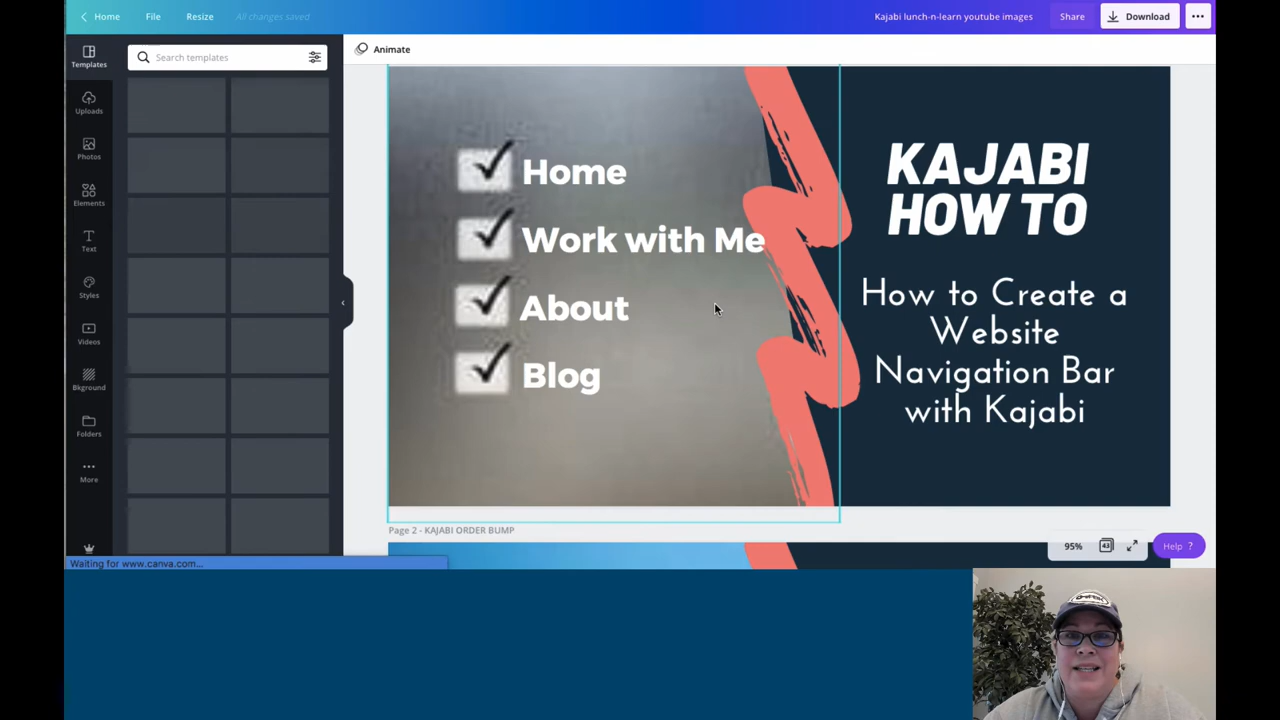 Home
File
Resize
All changes saved
Kajabi lunch-n-learn youtube images
Share
Download
Templates
Search templates
Animate
Uploads
Photos
Elements
Text
Styles
Videos
Bkground
Folders
More
Home
Work with Me
About
Blog
KAJABI
HOW TO
How to Create a
Website
Navigation Bar
with Kajabi
Page 2 - KAJABI ORDER BUMP
95%
43
Help ?
Waiting for www.canva.com...